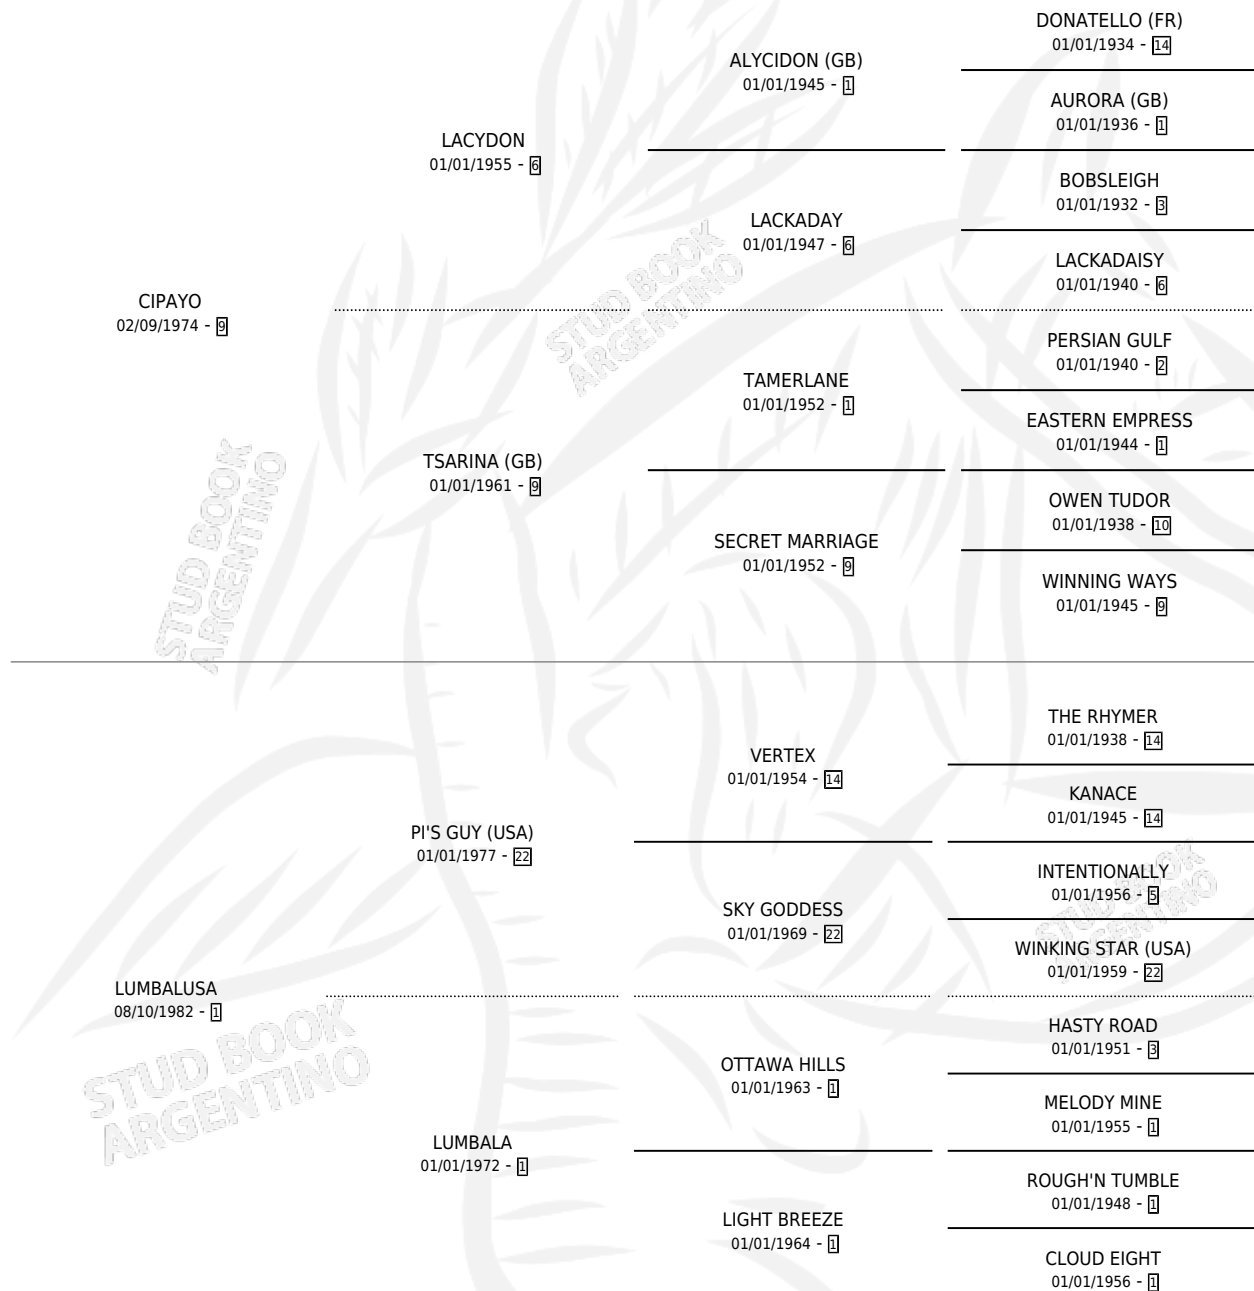 DONATELLO (FR)
01/01/1934 - 14
ALYCIDON (GB)
01/01/1945 - 1
AURORA (GB)
01/01/1936 - 1
LACYDON
01/01/1955 - 6
BOBSLEIGH
01/01/1932 - 3
LACKADAY
01/01/1947 - 6
LACKADAISY
01/01/1940 - 6
CIPAYO
02/09/1974 - 9
PERSIAN GULF
01/01/1940 - 2
TAMERLANE
01/01/1952 - 1
EASTERN EMPRESS
01/01/1944 - 1
TSARINA (GB)
01/01/1961 - 9
OWEN TUDOR
01/01/1938 - 10
SECRET MARRIAGE
01/01/1952 - 9
WINNING WAYS
01/01/1945 - 9
THE RHYMER
01/01/1938 - 14
VERTEX
01/01/1954 - 14
KANACE
01/01/1945 - 14
PI'S GUY (USA)
01/01/1977 - 22
INTENTIONALLY
01/01/1956 - 5
SKY GODDESS
01/01/1969 - 22
WINKING STAR (USA)
01/01/1959 - 22
LUMBALUSA
08/10/1982 - 1
HASTY ROAD
01/01/1951 - 3
OTTAWA HILLS
01/01/1963 - 1
MELODY MINE
01/01/1955 - 1
LUMBALA
01/01/1972 - 1
ROUGH'N TUMBLE
01/01/1948 - 1
LIGHT BREEZE
01/01/1964 - 1
CLOUD EIGHT
01/01/1956 - 1
STUD BOOK
ARGENTINO
STUD BOOK
ARGENTINO
STUD BOOK
ARGENTINO
STUD BOOK
ARGENTINO